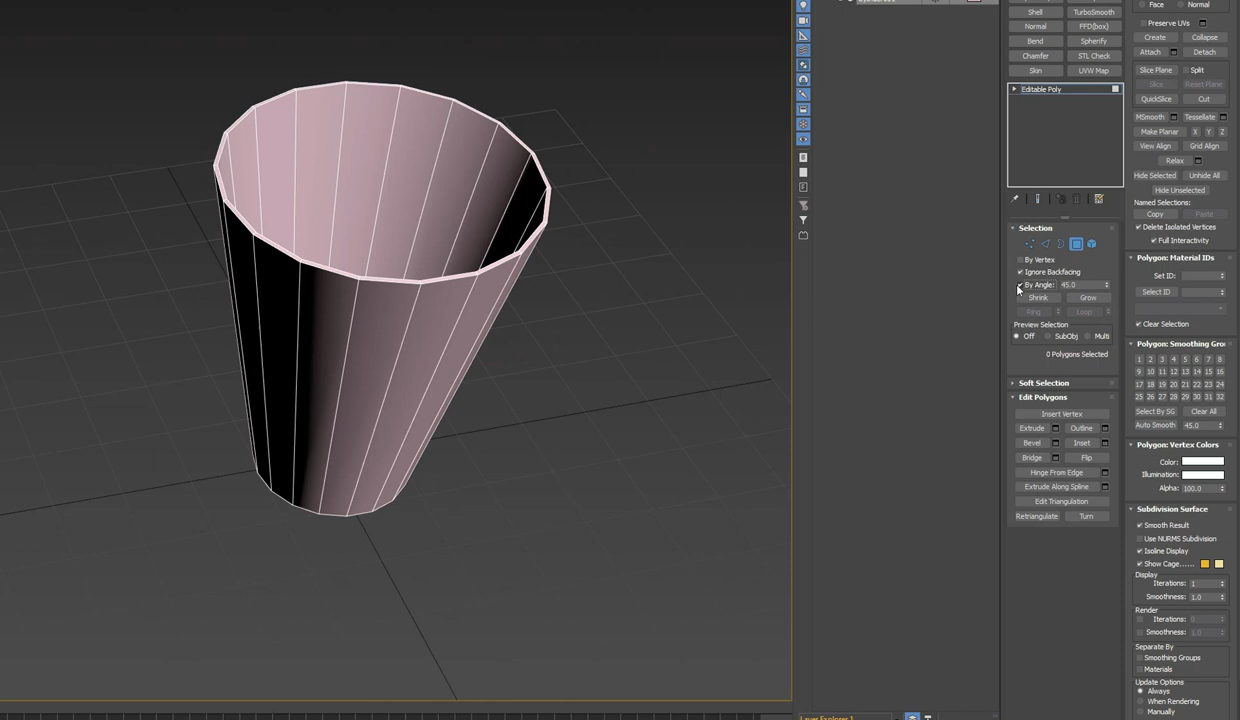 Shell TurboSmooth
Normal FFD(box)
Bend Spherify
Chamfer STL Check
Skin UVW Map
Editable Poly
Selection
By Vertex
Ignore Backfacing
By Angle: 45.0
Shrink Grow
Ring Loop
Preview Selection
Off SubObj Multi
0 Polygons Selected
Soft Selection
Edit Polygons
Insert Vertex
Extrude Outline
Bevel Inset
Bridge Flip
Hinge From Edge
Extrude Along Spline
Edit Triangulation
Retriangulate Turn
Face Normal
Preserve UVs
Create Collapse
Attach Detach
Slice Plane Split
Slice Reset Plane
QuickSlice Cut
MSmooth Tessellate
Make Planar X Y Z
View Align Grid Align
Relax
Hide Selected Unhide All
Hide Unselected
Named Selections:
Copy Paste
Delete Isolated Vertices
Full Interactivity
Polygon: Material IDs
Set ID:
Select ID
Clear Selection
Polygon: Smoothing Gro
1 2 3 4 5 6 7 8
9 10 11 12 13 14 15 16
17 18 19 20 21 22 23 24
25 26 27 28 29 30 31 32
Select By SG Clear All
Auto Smooth 45.0
Polygon: Vertex Colors
Color:
Illumination:
Alpha: 100.0
Subdivision Surface
Smooth Result
Use NURMS Subdivision
Isoline Display
Show Cage......
Display
Iterations: 1
Smoothness: 1.0
Render
Iterations: 0
Smoothness: 1.0
Separate By
Smoothing Groups
Materials
Update Options
Always
When Rendering
Manually
Layer Explorer 1